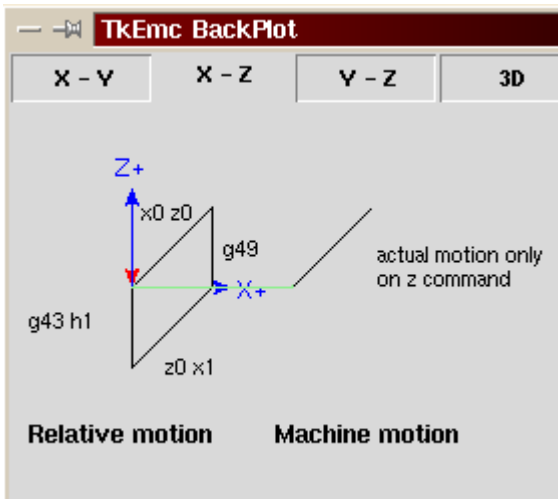 TkEmc BackPlot
X - Y
X - Z
Y - Z
3D
Z+
x0 z0
g49
actual motion only
on z command
X+
g43 h1
z0 x1
Relative motion
Machine motion